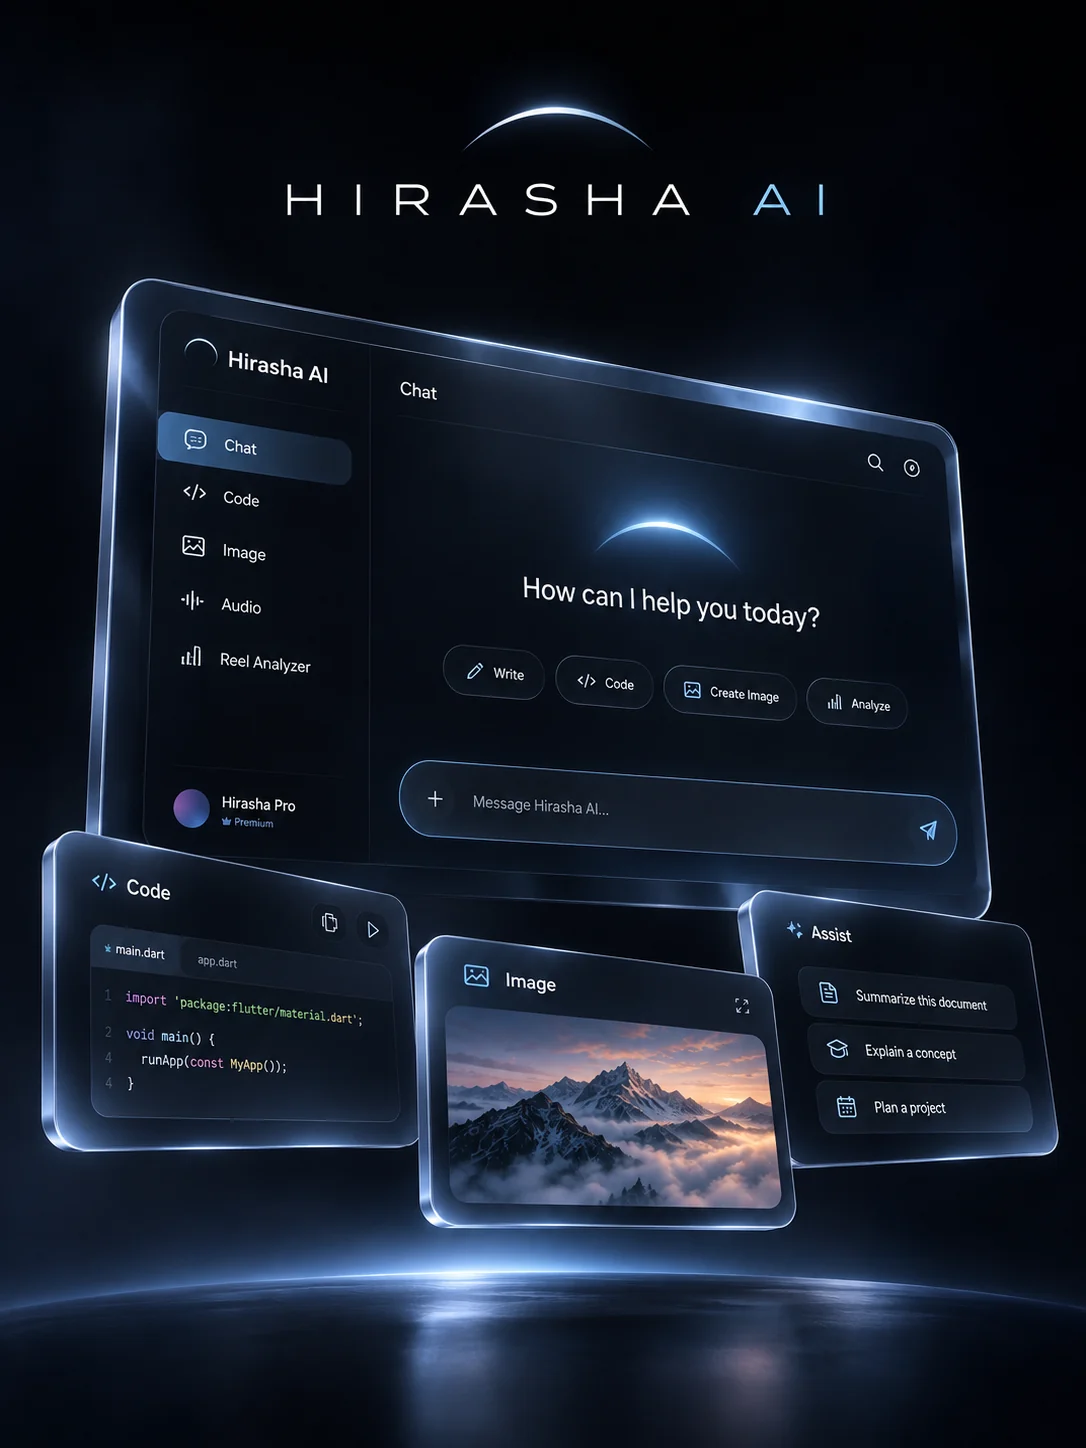 HIRASHA AI
Hirasha AI
Chat
Code
Image
Audio
Reel Analyzer
Hirasha Pro
Premium
Chat
How can I help you today?
Write
Code
Create Image
Analyze
Message Hirasha AI...
Code
main.dart
app.dart
1 import 'package:flutter/material.dart';
2 void main() {
4 runApp(const MyApp());
4 }
Image
Assist
Summarize this document
Explain a concept
Plan a project